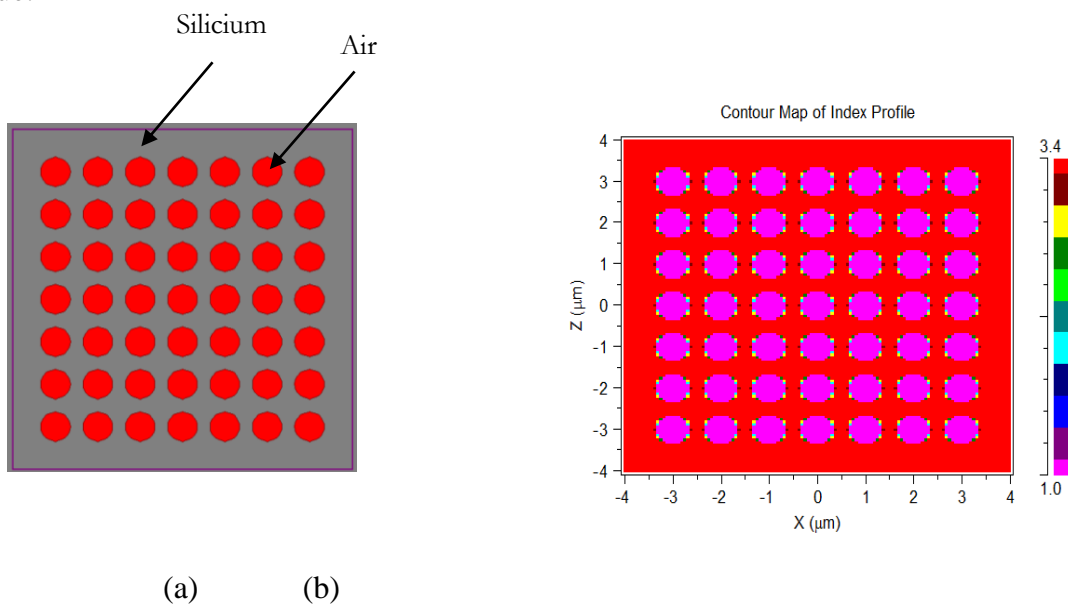 Silicium
Air
Contour Map of Index Profile
4
3
2
1
0
-1
-2
-3
-4
Z (μm)
-4 -3 -2 -1 0 1 2 3 4
X (μm)
3.4
1.0
(a) (b)